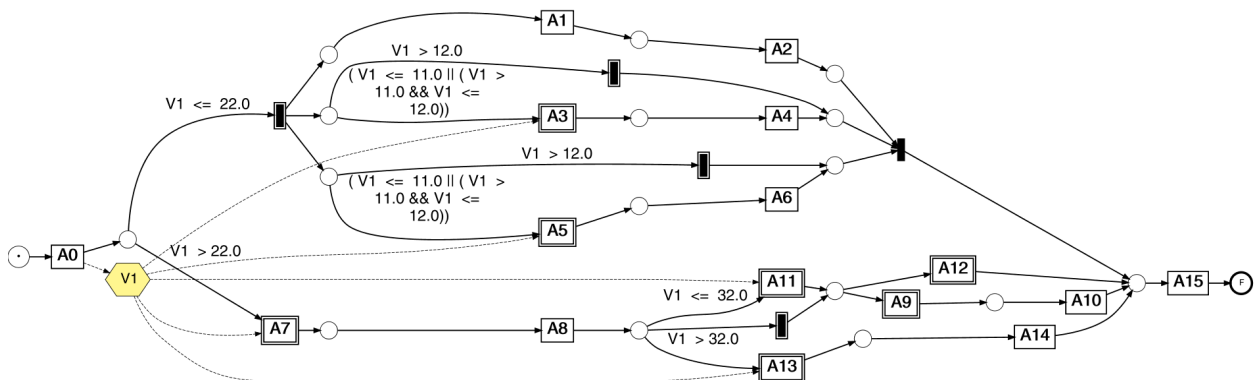 A1
A2
V1 > 12.0
( V1 <= 11.0 || ( V1 >
11.0 && V1 <=
12.0))
V1 <= 22.0
A3
A4
V1 > 12.0
( V1 <= 11.0 || ( V1 >
11.0 && V1 <=
12.0))
A6
A5
A0
V1 > 22.0
V1
A11
A12
V1 <= 32.0
A9
A10
A15
F
A7
A8
V1 > 32.0
A14
A13